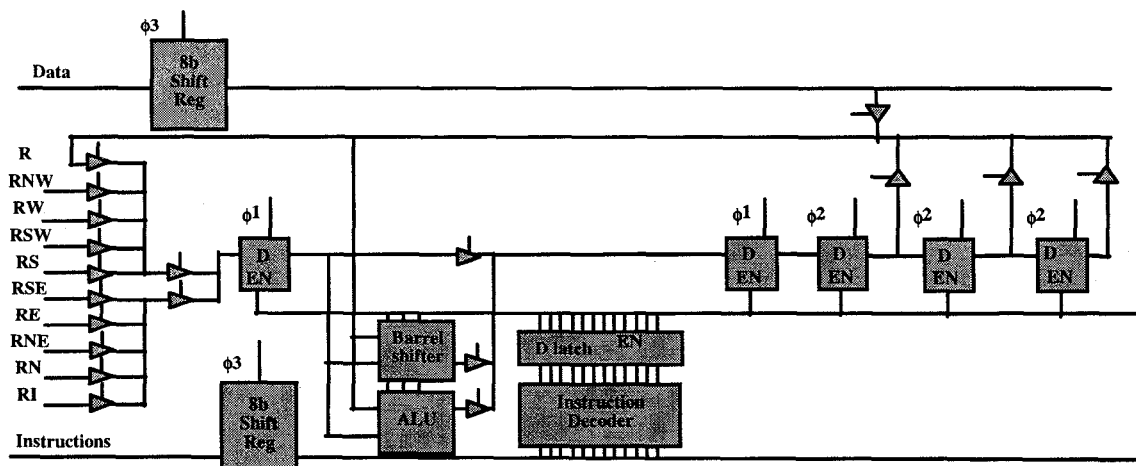 ϕ3
8b
Shift
Reg
Data
R
RNW
RW
RSW
RS
RSE
RE
RNE
RN
RI
ϕ1
D
EN
ϕ1
D
EN
ϕ2
D
EN
ϕ2
D
EN
ϕ2
D
EN
Barrel
shifter
D latch
EN
ϕ3
8b
Shift
Reg
ALU
Instruction
Decoder
Instructions